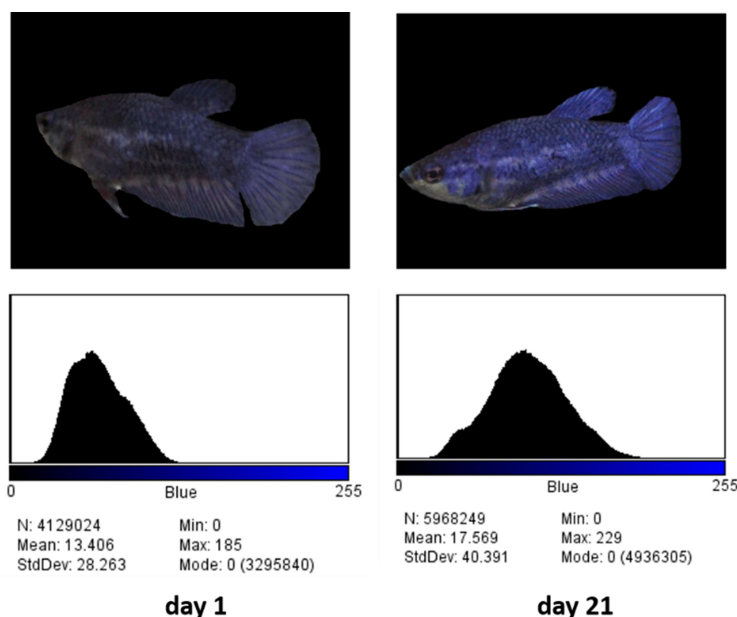 0 Blue 255
N: 4129024 Min: 0
Mean: 13.406 Max: 185
StdDev: 28.263 Mode: 0 (3295840)
day 1
0 Blue 255
N: 5968249 Min: 0
Mean: 17.569 Max: 229
StdDev: 40.391 Mode: 0 (4936305)
day 21